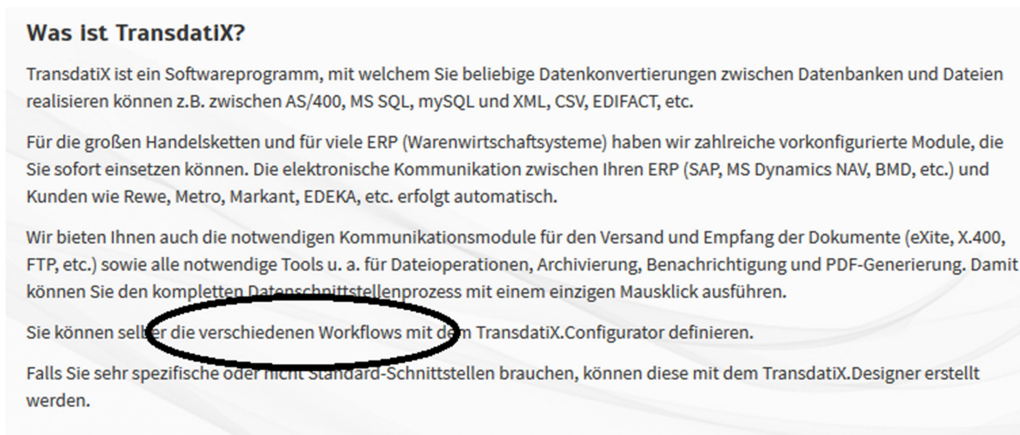 Was ist TransdatiX?
TransdatiX ist ein Softwareprogramm, mit welchem Sie beliebige Datenkonvertierungen zwischen Datenbanken und Dateien
realisieren können z.B. zwischen AS/400, MS SQL, mySQL und XML, CSV, EDIFACT, etc.
Für die großen Handelsketten und für viele ERP (Warenwirtschaftsysteme) haben wir zahlreiche vorkonfigurierte Module, die
Sie sofort einsetzen können. Die elektronische Kommunikation zwischen Ihren ERP (SAP, MS Dynamics NAV, BMD, etc.) und
Kunden wie Rewe, Metro, Markant, EDEKA, etc. erfolgt automatisch.
Wir bieten Ihnen auch die notwendigen Kommunikationsmodule für den Versand und Empfang der Dokumente (eXite, X.400,
FTP, etc.) sowie alle notwendige Tools u. a. für Dateioperationen, Archivierung, Benachrichtigung und PDF-Generierung. Damit
können Sie den kompletten Datenschnittstellenprozess mit einem einzigen Mausklick ausführen.
Sie können selber die verschiedenen Workflows mit dem TransdatiX.Configurator definieren.
Falls Sie sehr spezifische oder nicht Standard-Schnittstellen brauchen, können diese mit dem TransdatiX.Designer erstellt
werden.